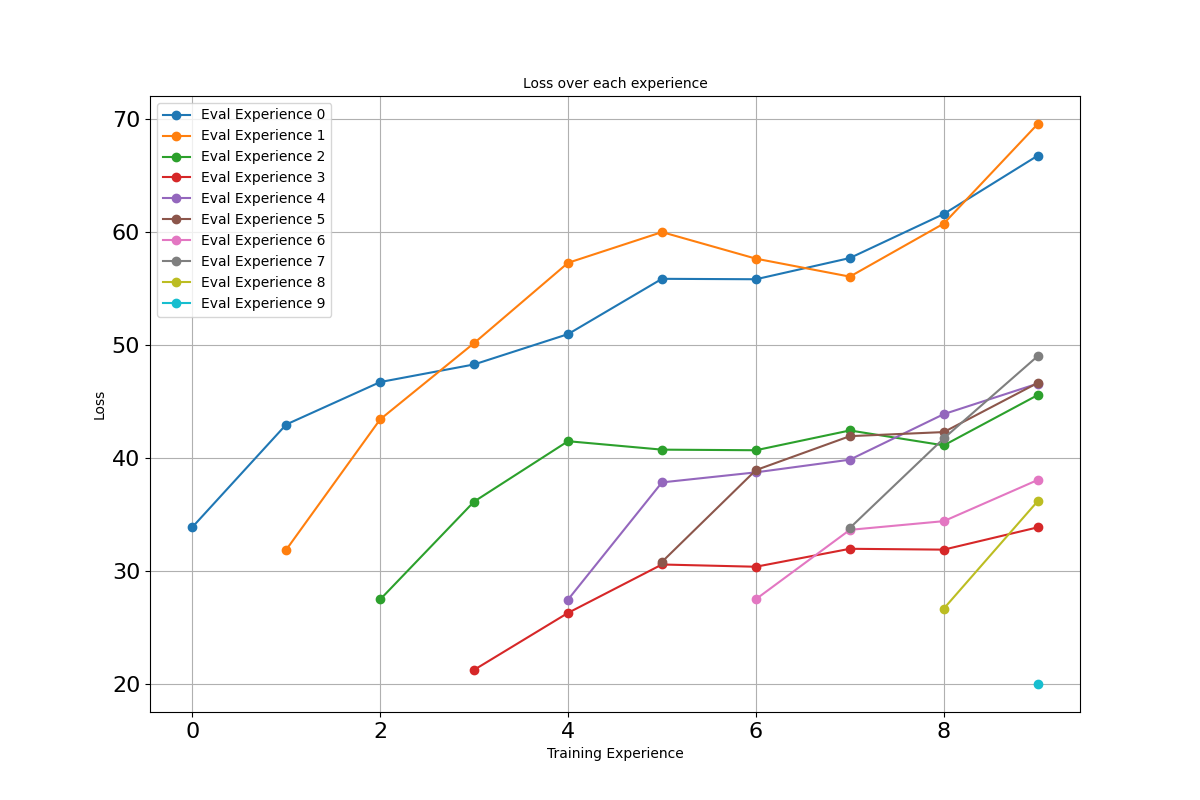 Loss over each experience
70
60
50
40
30
20
Loss
Eval Experience 0
Eval Experience 1
Eval Experience 2
Eval Experience 3
Eval Experience 4
Eval Experience 5
Eval Experience 6
Eval Experience 7
Eval Experience 8
Eval Experience 9
0 2 4 6 8
Training Experience